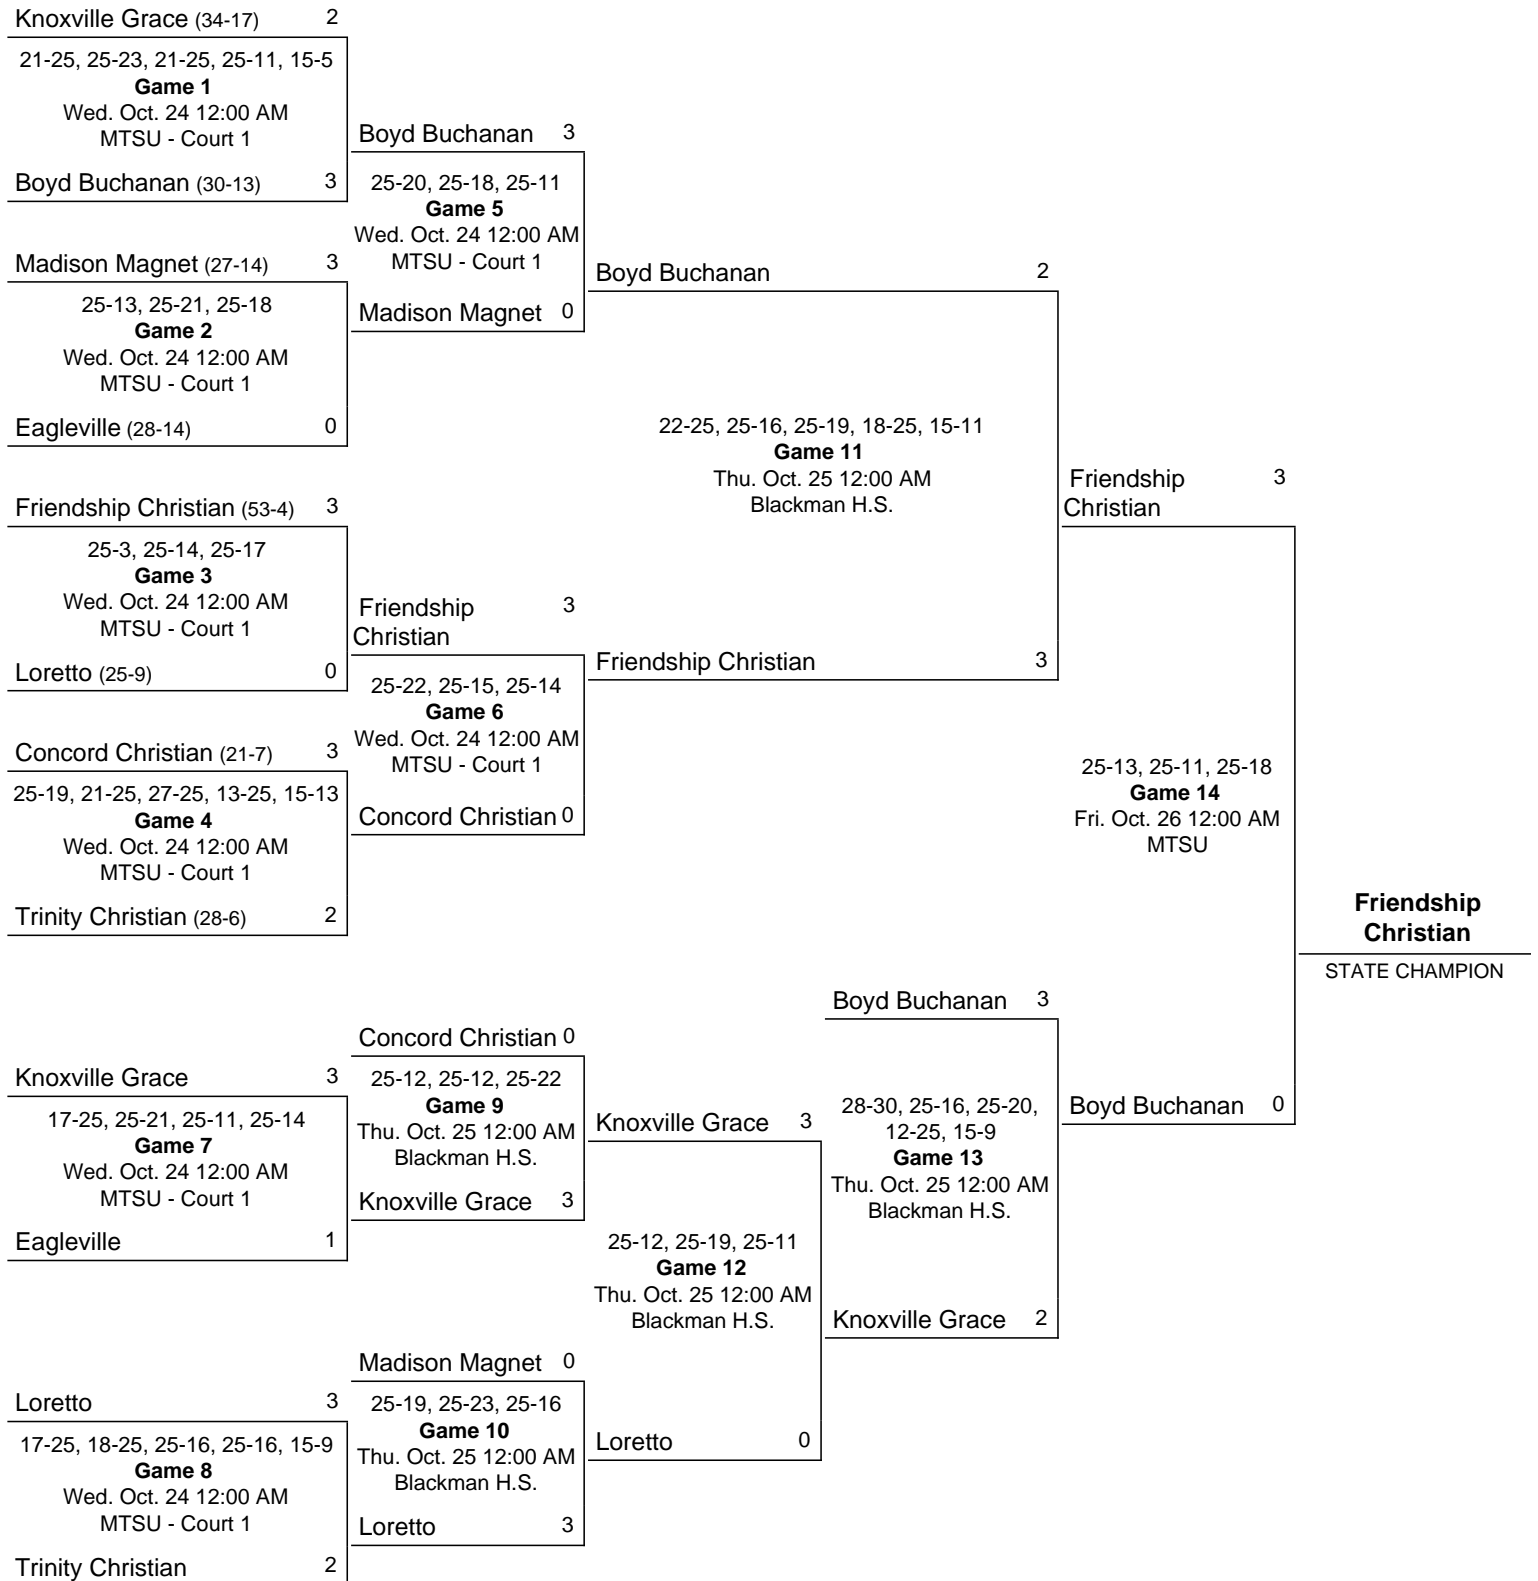 Knoxville Grace (34-17) 2
21-25, 25-23, 21-25, 25-11, 15-5
Game 1
Wed. Oct. 24 12:00 AM
MTSU - Court 1
Boyd Buchanan (30-13) 3
Madison Magnet (27-14) 3
25-13, 25-21, 25-18
Game 2
Wed. Oct. 24 12:00 AM
MTSU - Court 1
Eagleville (28-14) 0
Friendship Christian (53-4) 3
25-3, 25-14, 25-17
Game 3
Wed. Oct. 24 12:00 AM
MTSU - Court 1
Loretto (25-9) 0
Concord Christian (21-7) 3
25-19, 21-25, 27-25, 13-25, 15-13
Game 4
Wed. Oct. 24 12:00 AM
MTSU - Court 1
Trinity Christian (28-6) 2
Boyd Buchanan 3
25-20, 25-18, 25-11
Game 5
Wed. Oct. 24 12:00 AM
MTSU - Court 1
Madison Magnet 0
Friendship 3
Christian
25-22, 25-15, 25-14
Game 6
Wed. Oct. 24 12:00 AM
MTSU - Court 1
Concord Christian 0
Boyd Buchanan 2
22-25, 25-16, 25-19, 18-25, 15-11
Game 11
Thu. Oct. 25 12:00 AM
Blackman H.S.
Friendship Christian 3
Friendship 3
Christian
25-13, 25-11, 25-18
Game 14
Fri. Oct. 26 12:00 AM
MTSU
Boyd Buchanan 0
Friendship
Christian
STATE CHAMPION
Knoxville Grace 3
17-25, 25-21, 25-11, 25-14
Game 7
Wed. Oct. 24 12:00 AM
MTSU - Court 1
Eagleville 1
Loretto 3
17-25, 18-25, 25-16, 25-16, 15-9
Game 8
Wed. Oct. 24 12:00 AM
MTSU - Court 1
Trinity Christian 2
Concord Christian 0
25-12, 25-12, 25-22
Game 9
Thu. Oct. 25 12:00 AM
Blackman H.S.
Knoxville Grace 3
Madison Magnet 0
25-19, 25-23, 25-16
Game 10
Thu. Oct. 25 12:00 AM
Blackman H.S.
Loretto 3
Knoxville Grace 3
25-12, 25-19, 25-11
Game 12
Thu. Oct. 25 12:00 AM
Blackman H.S.
Loretto 0
Boyd Buchanan 3
28-30, 25-16, 25-20,
12-25, 15-9
Game 13
Thu. Oct. 25 12:00 AM
Blackman H.S.
Knoxville Grace 2